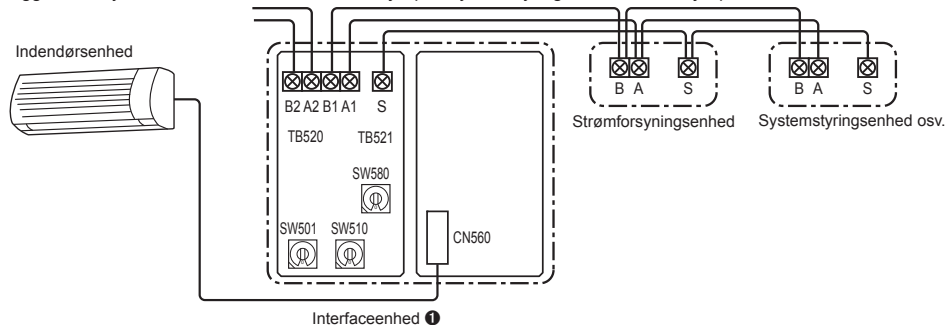 Indendørsenhed
B2 A2 B1 A1 S
TB520 TB521
SW580
SW501 SW510
CN560
B A S
Strømforsyningsenhed
B A S
Systemstyringsenhed osv.
Interfaceenhed ❶